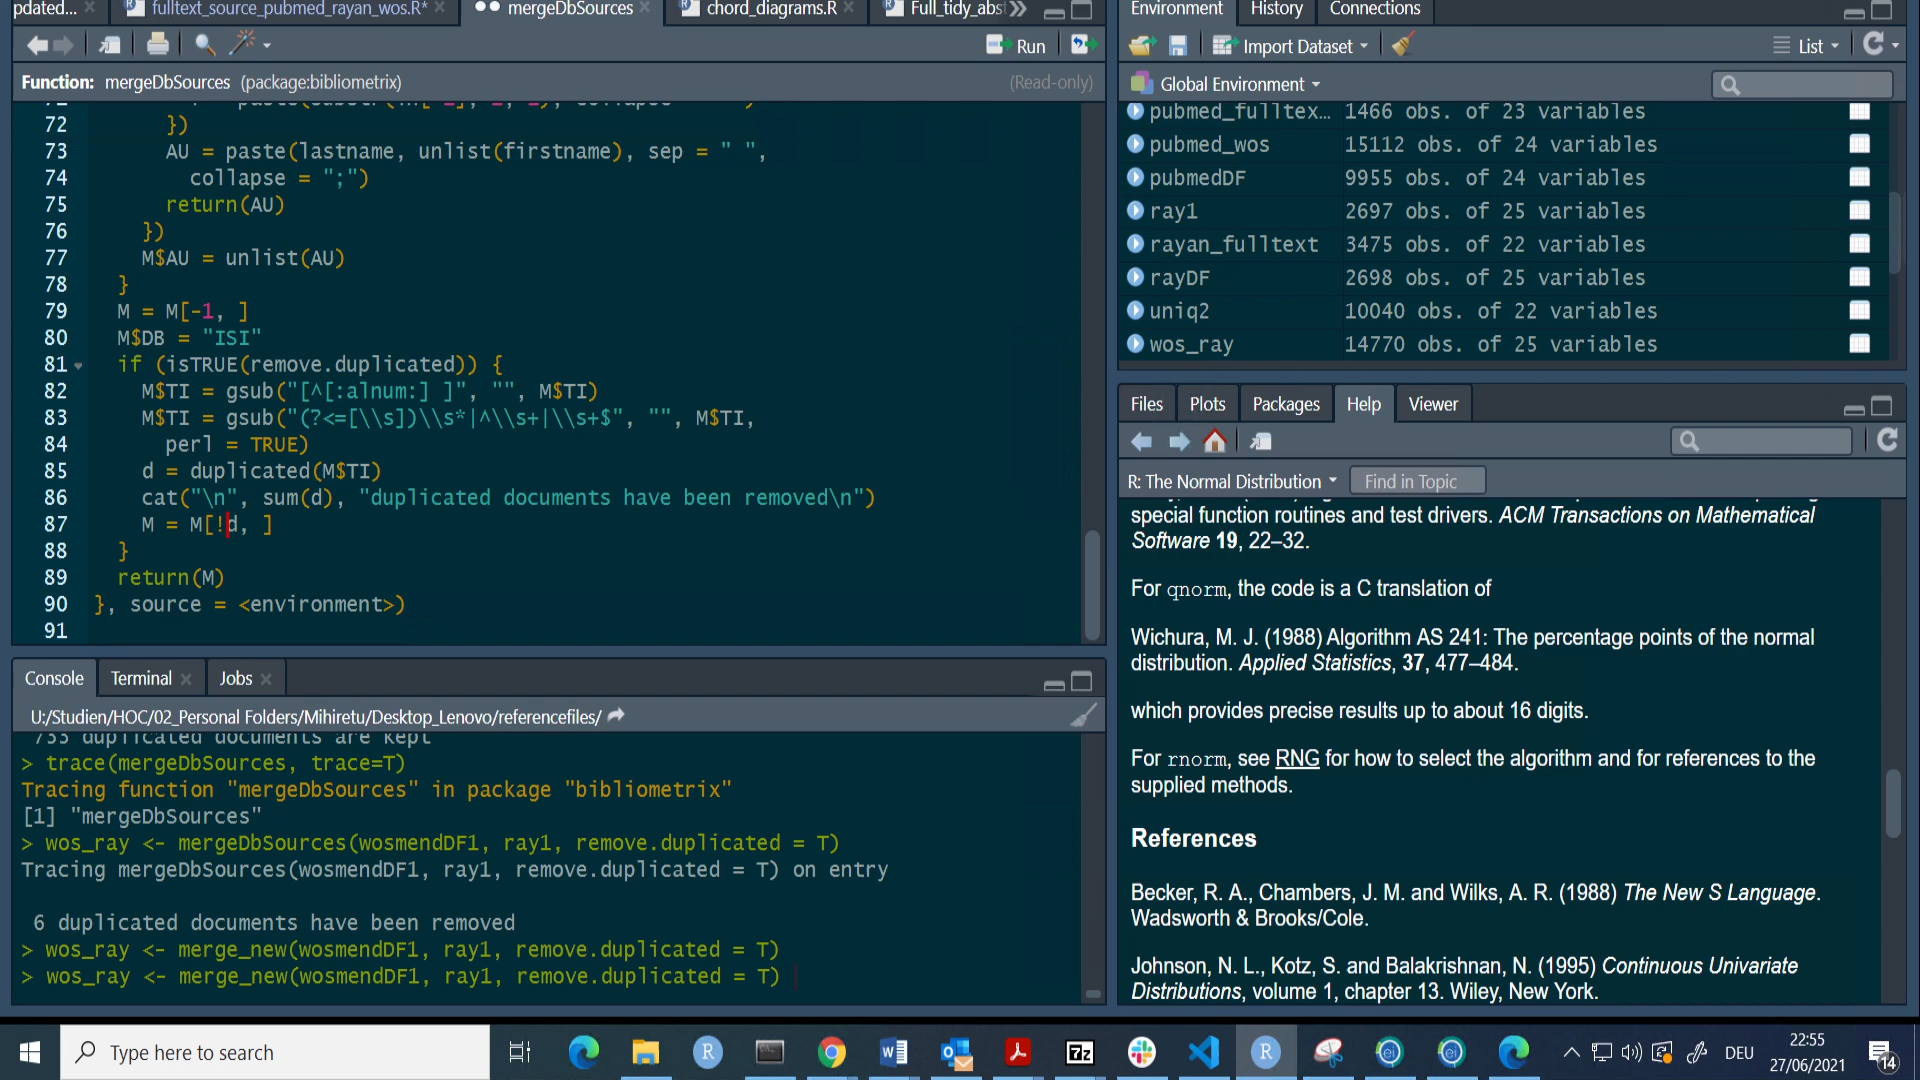 pdated...
fulltext_source_pubmed_rayan_wos.R*
mergeDbSources
chord_diagrams.R
Full_tidy_abst
Run
Function: mergeDbSources (package:bibliometrix)
(Read-only)
72 })
73 AU = paste(lastname, unlist(firstname), sep = " ",
74 collapse = ";")
75 return(AU)
76 })
77 M$AU = unlist(AU)
78 }
79 M = M[-1, ]
80 M$DB = "ISI"
81 if (isTRUE(remove.duplicated)) {
82 M$TI = gsub("[^[:alnum:] ]", "", M$TI)
83 M$TI = gsub("(?<=[\\s])\\s*|^\\s+|\\s+$", "", M$TI,
84 perl = TRUE)
85 d = duplicated(M$TI)
86 cat("\n", sum(d), "duplicated documents have been removed\n")
87 M = M[!d, ]
88 }
89 return(M)
90 }, source = <environment>)
91
Console Terminal Jobs
U:/Studien/HOC/02_Personal Folders/Mihiretu/Desktop_Lenovo/referencefiles/
733 duplicated documents are kept
> trace(mergeDbSources, trace=T)
Tracing function "mergeDbSources" in package "bibliometrix"
[1] "mergeDbSources"
> wos_ray <- mergeDbSources(wosmendDF1, ray1, remove.duplicated = T)
Tracing mergeDbSources(wosmendDF1, ray1, remove.duplicated = T) on entry
6 duplicated documents have been removed
> wos_ray <- merge_new(wosmendDF1, ray1, remove.duplicated = T)
> wos_ray <- merge_new(wosmendDF1, ray1, remove.duplicated = T)
Environment History Connections
Import Dataset List
Global Environment
pubmed_fulltex… 1466 obs. of 23 variables
pubmed_wos 15112 obs. of 24 variables
pubmedDF 9955 obs. of 24 variables
ray1 2697 obs. of 25 variables
rayan_fulltext 3475 obs. of 22 variables
rayDF 2698 obs. of 25 variables
uniq2 10040 obs. of 22 variables
wos_ray 14770 obs. of 25 variables
Files Plots Packages Help Viewer
R: The Normal Distribution Find in Topic
special function routines and test drivers. ACM Transactions on Mathematical
Software 19, 22–32.
For qnorm, the code is a C translation of
Wichura, M. J. (1988) Algorithm AS 241: The percentage points of the normal
distribution. Applied Statistics, 37, 477–484.
which provides precise results up to about 16 digits.
For rnorm, see RNG for how to select the algorithm and for references to the
supplied methods.
References
Becker, R. A., Chambers, J. M. and Wilks, A. R. (1988) The New S Language.
Wadsworth & Brooks/Cole.
Johnson, N. L., Kotz, S. and Balakrishnan, N. (1995) Continuous Univariate
Distributions, volume 1, chapter 13. Wiley, New York.
Type here to search
DEU
22:55
27/06/2021
14